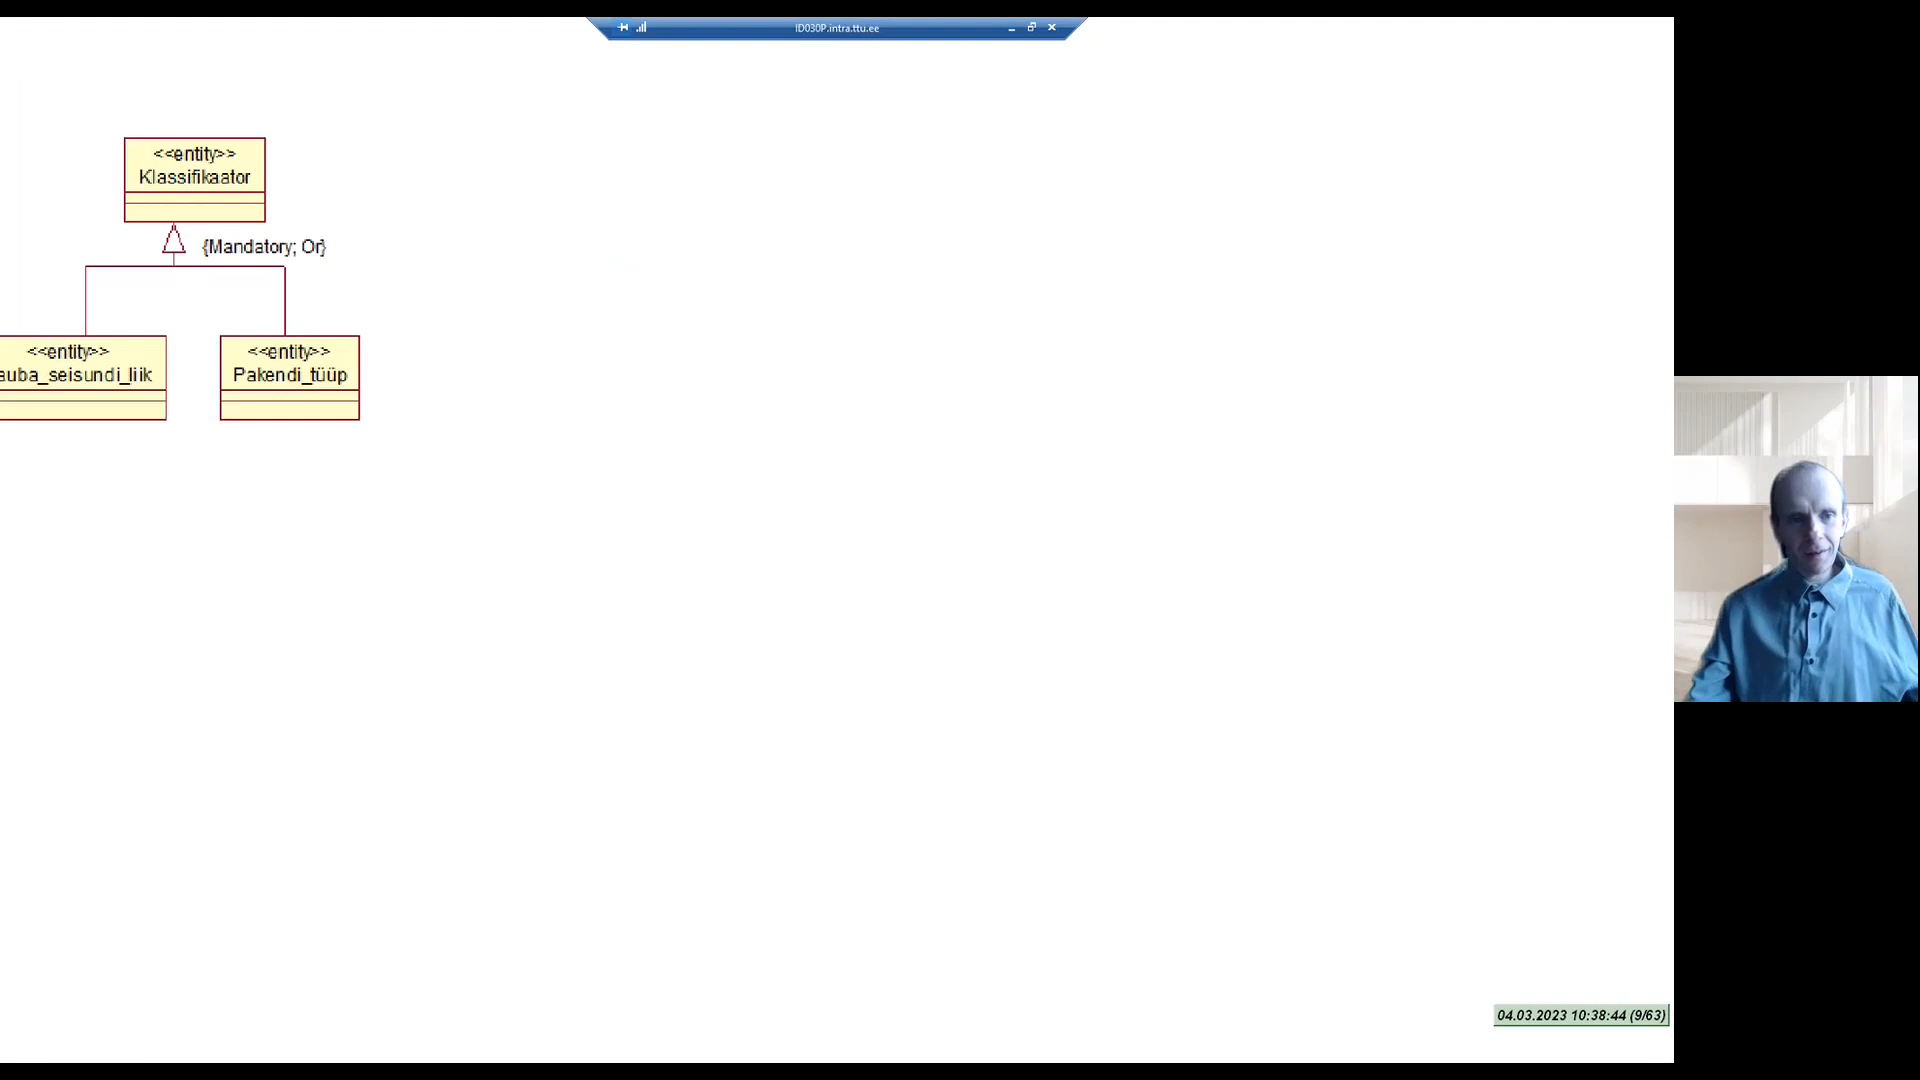 ID030P.intra.ttu.ee
<<entity>>
Klassifikaator
{Mandatory; Or}
<<entity>>
auba_seisundi_liik
<<entity>>
Pakendi_tüüp
04.03.2023 10:38:44 (9/63)